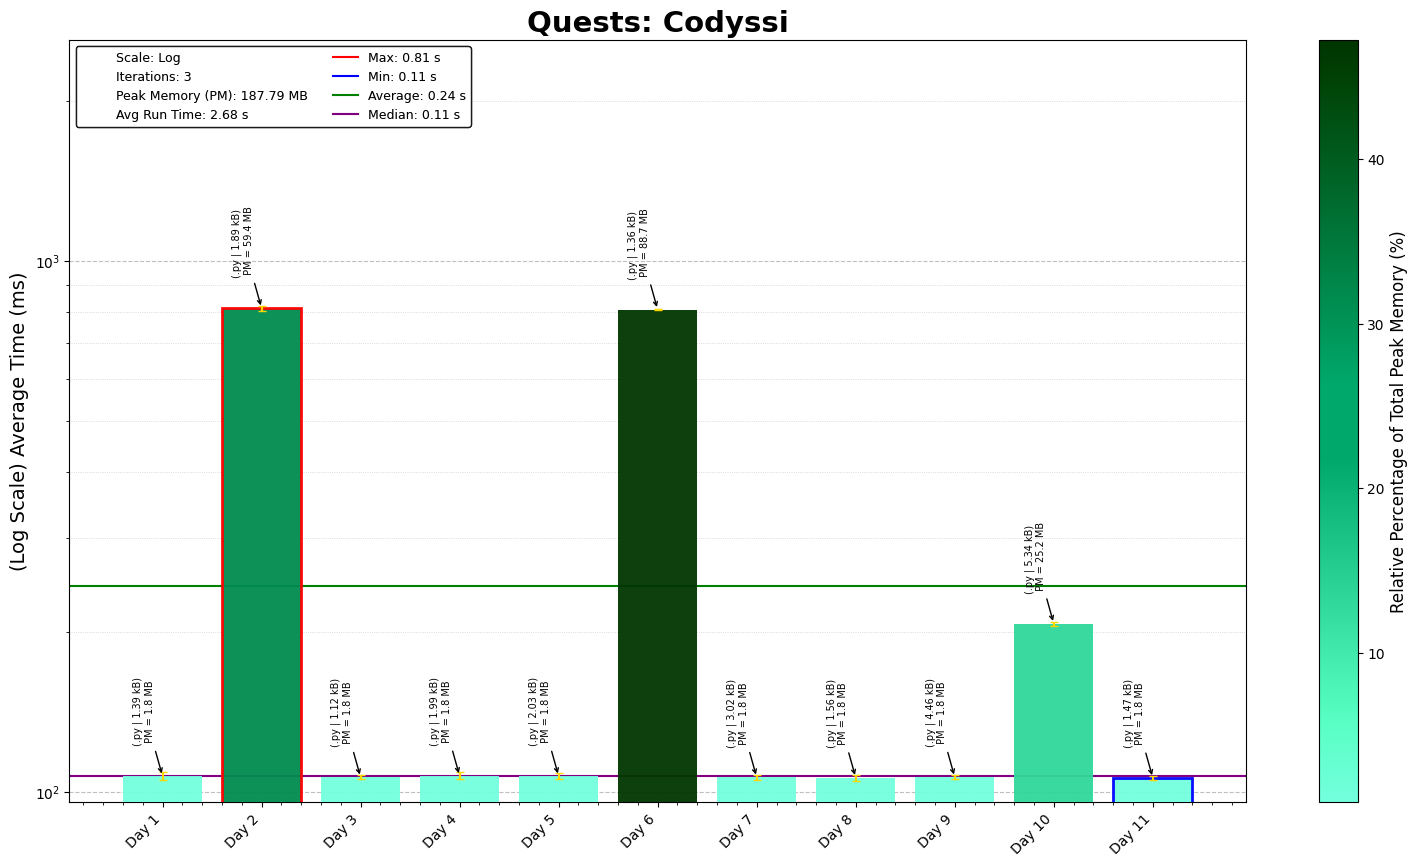 Quests: Codyssi
Scale: Log
Iterations: 3
Peak Memory (PM): 187.79 MB
Avg Run Time: 2.68 s
Max: 0.81 s
Min: 0.11 s
Average: 0.24 s
Median: 0.11 s
(Log Scale) Average Time (ms)
10³
10²
(.py | 1.39 kB)
PM = 1.8 MB
(.py | 1.89 kB)
PM = 59.4 MB
(.py | 1.12 kB)
PM = 1.8 MB
(.py | 1.99 kB)
PM = 1.8 MB
(.py | 2.03 kB)
PM = 1.8 MB
(.py | 1.36 kB)
PM = 88.7 MB
(.py | 3.02 kB)
PM = 1.8 MB
(.py | 1.56 kB)
PM = 1.8 MB
(.py | 4.46 kB)
PM = 1.8 MB
(.py | 5.34 kB)
PM = 25.2 MB
(.py | 1.47 kB)
PM = 1.8 MB
Day 1
Day 2
Day 3
Day 4
Day 5
Day 6
Day 7
Day 8
Day 9
Day 10
Day 11
40
30
20
10
Relative Percentage of Total Peak Memory (%)